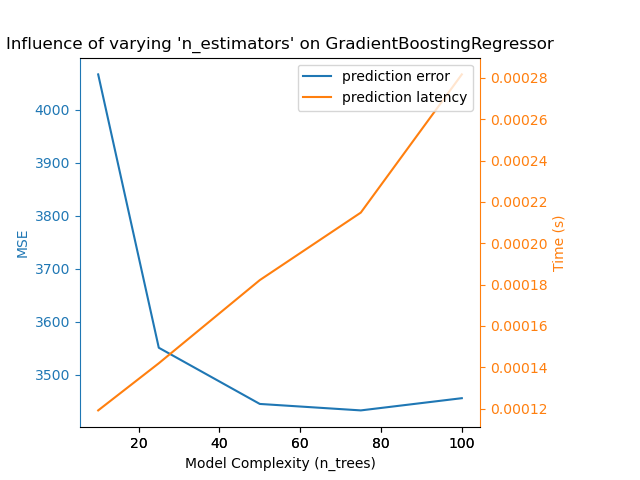 Influence of varying 'n_estimators' on GradientBoostingRegressor
prediction error
prediction latency
MSE
4000
3900
3800
3700
3600
3500
0.00028
0.00026
0.00024
0.00022
0.00020
0.00018
0.00016
0.00014
0.00012
Time (s)
20 40 60 80 100
Model Complexity (n_trees)